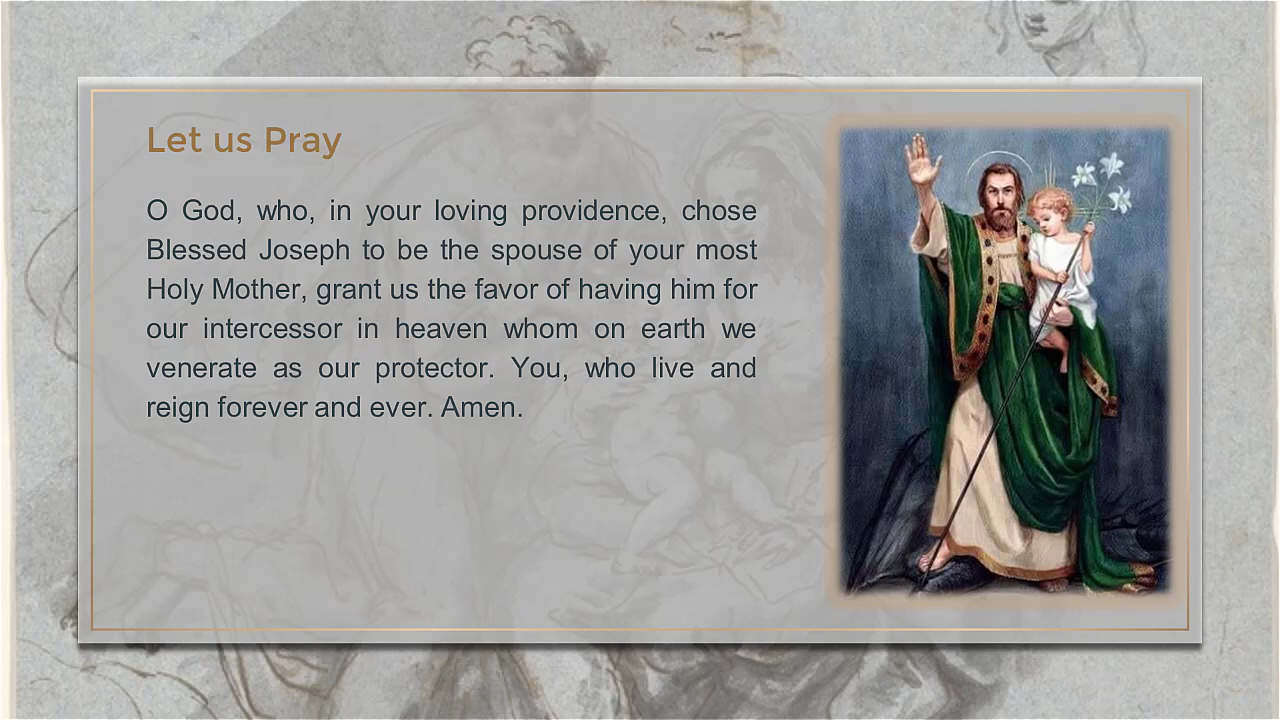 Let us Pray
O God, who, in your loving providence, chose
Blessed Joseph to be the spouse of your most
Holy Mother, grant us the favor of having him for
our intercessor in heaven whom on earth we
venerate as our protector. You, who live and
reign forever and ever. Amen.